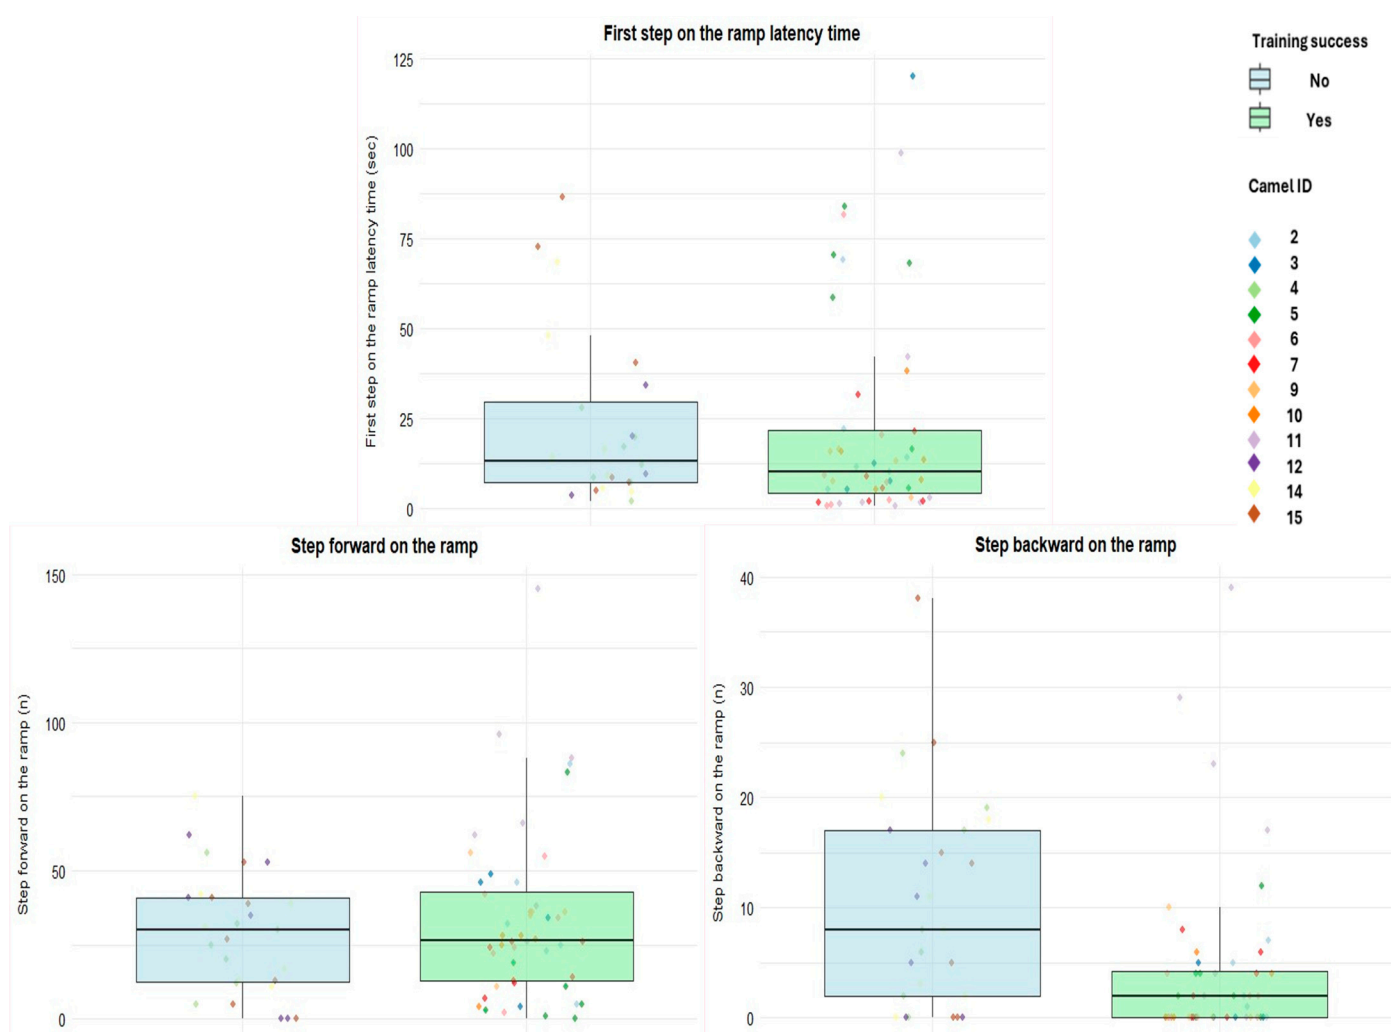 First step on the ramp latency time
First step on the ramp latency time (sec)
125
100
75
50
25
0
Training success
No
Yes
Camel ID
2
3
4
5
6
7
9
10
11
12
14
15
Step forward on the ramp
Step forward on the ramp (n)
150
100
50
0
Step backward on the ramp
Step backward on the ramp (n)
40
30
20
10
0